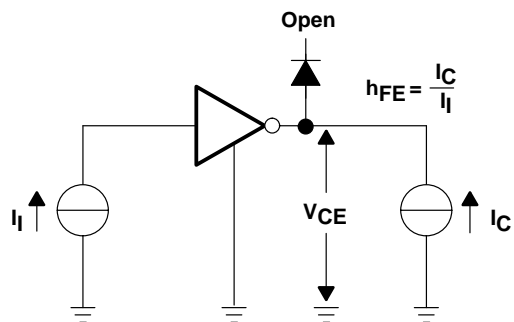 Open
hFE = IC
II
II
VCE
IC